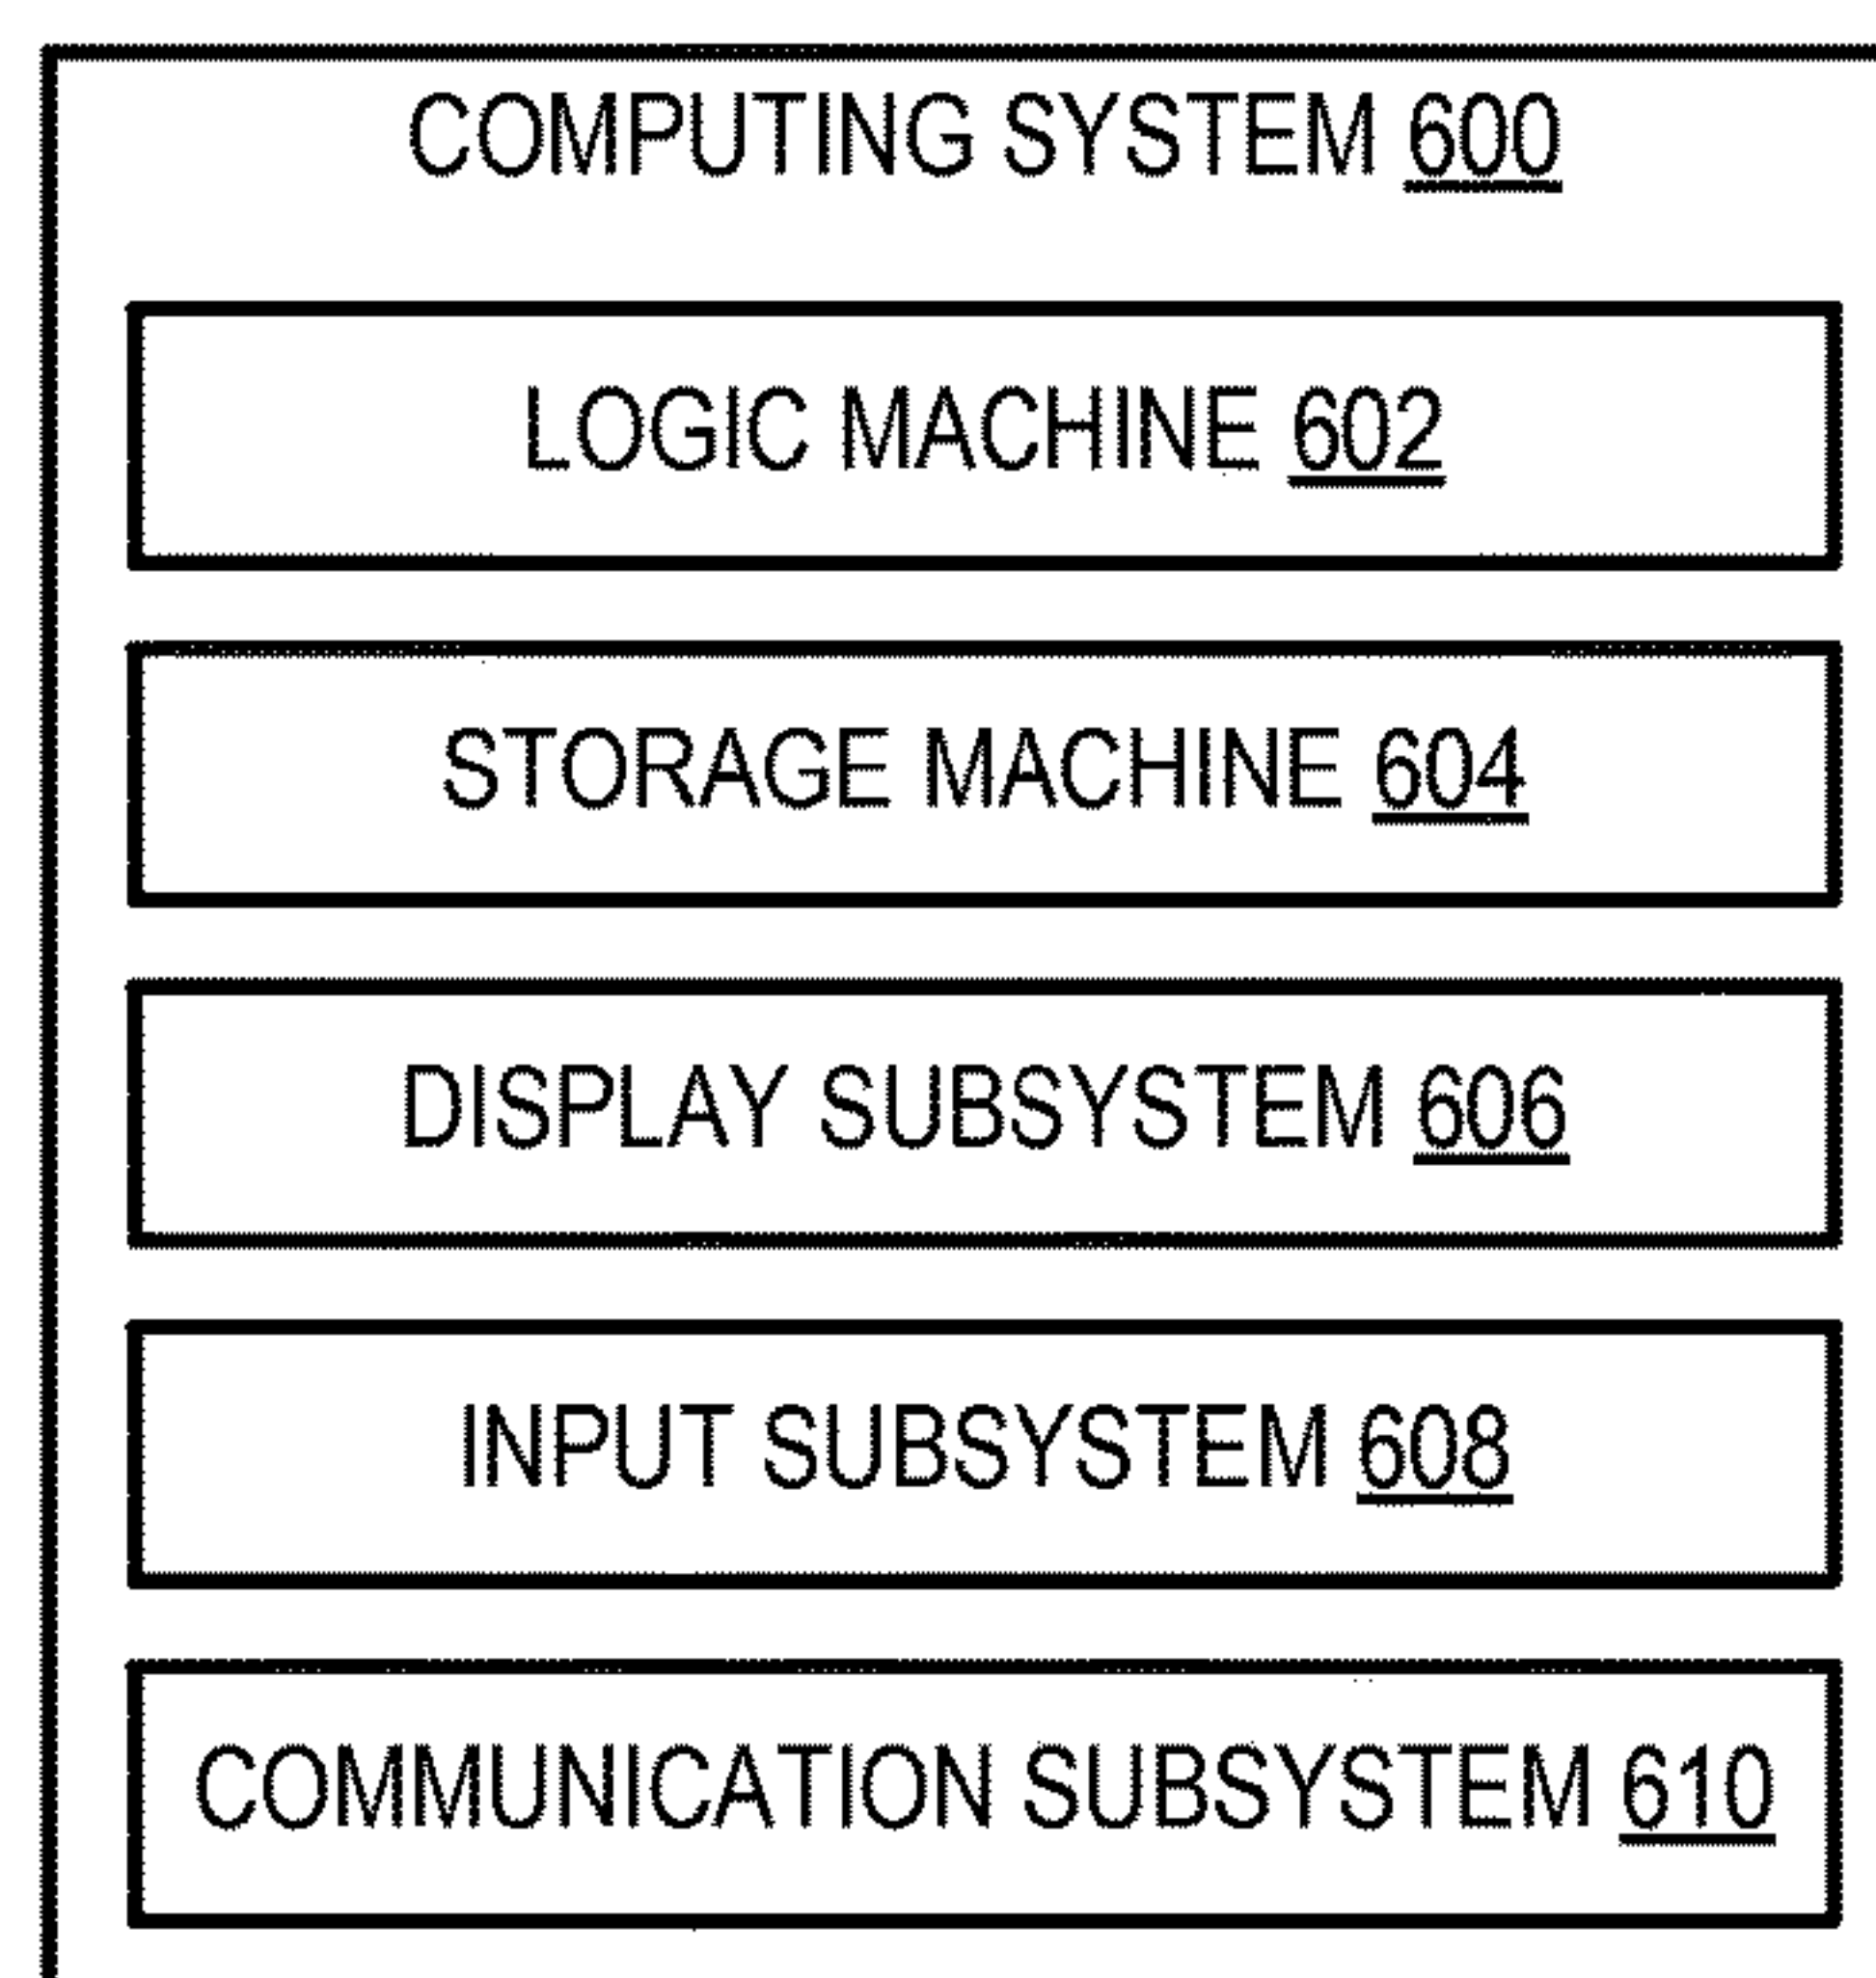 COMPUTING SYSTEM 600
LOGIC MACHINE 602
STORAGE MACHINE 604
DISPLAY SUBSYSTEM 606
INPUT SUBSYSTEM 608
COMMUNICATION SUBSYSTEM 610